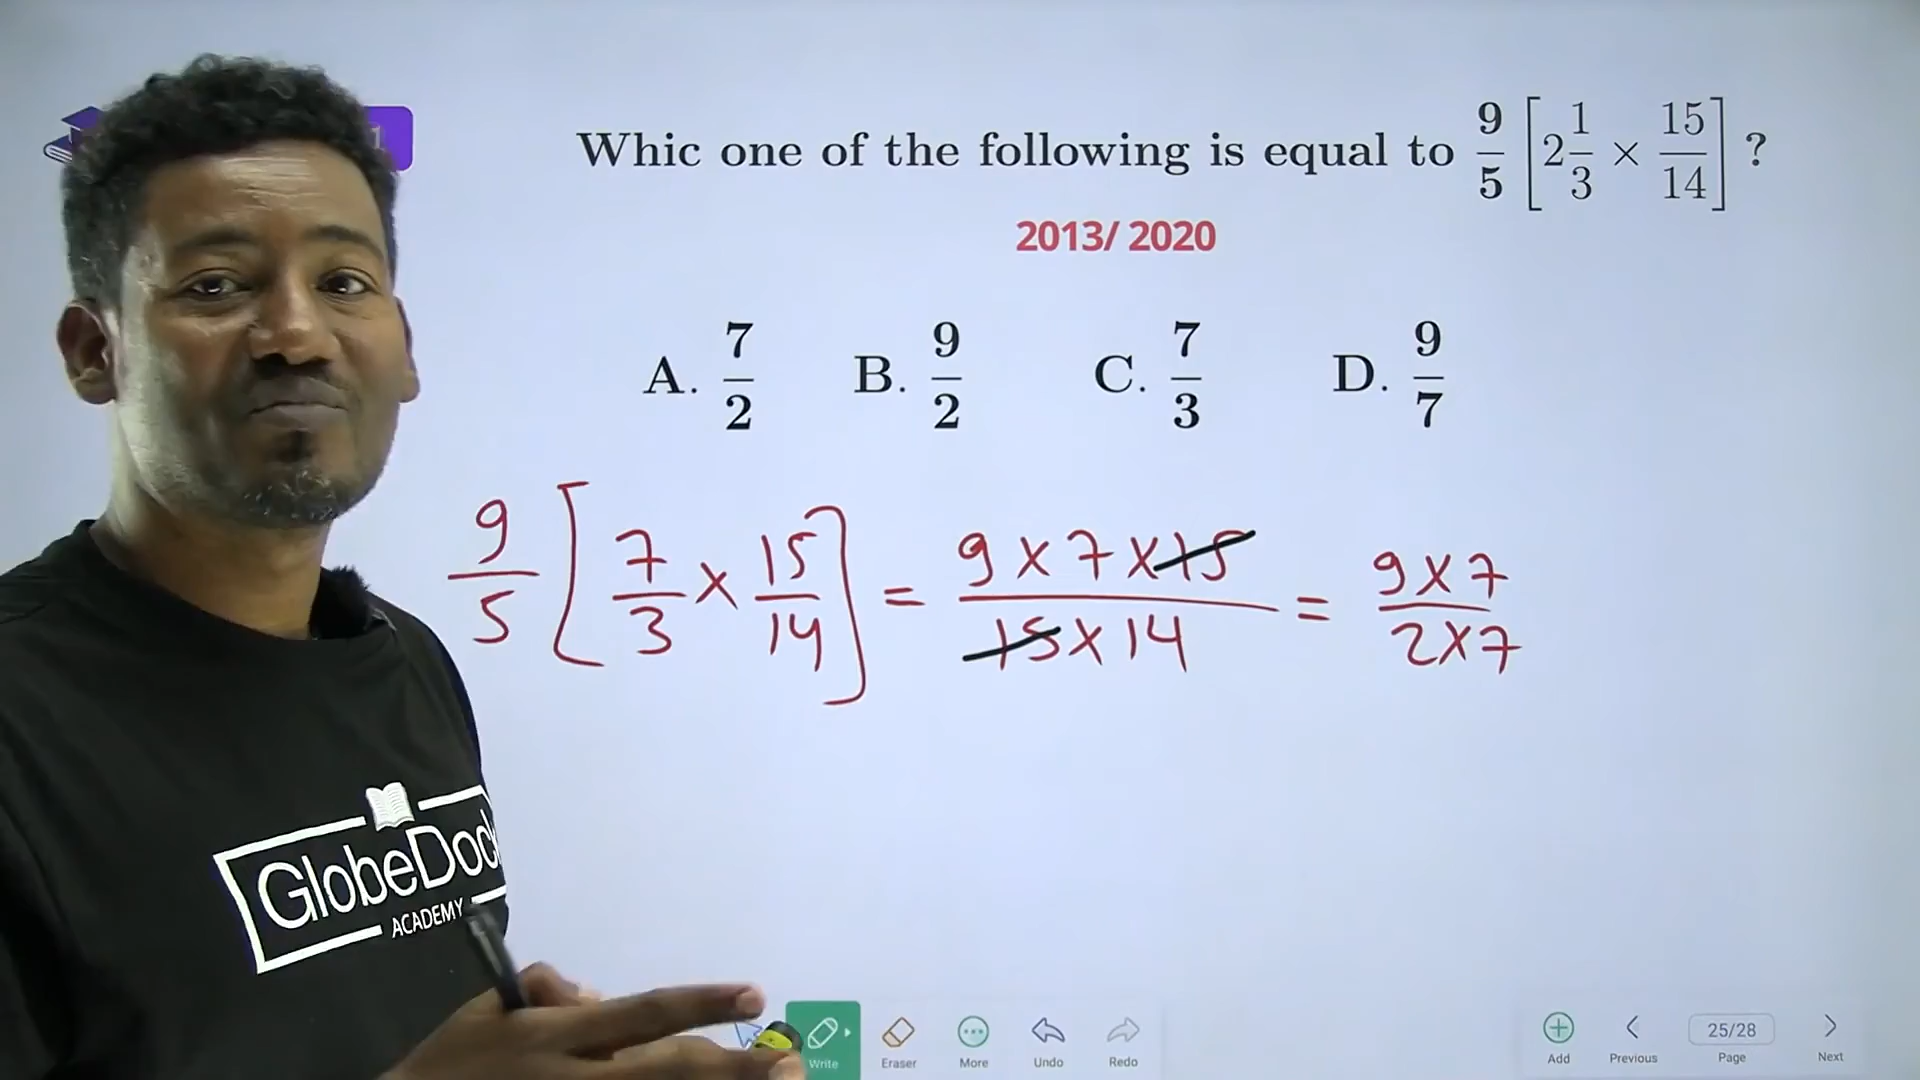 1
Whic one of the following is equal to 9/5 [2 1/3 × 15/14] ?
2013/ 2020
A. 7/2 B. 9/2 C. 7/3 D. 9/7
9/5 [7/3 × 15/14] = 9 × 7 × 15 / 15 × 14 = 9 × 7 / 2 × 7
GlobeDock
ACADEMY
Write Eraser More Undo Redo Add Previous 25/28 Page Next